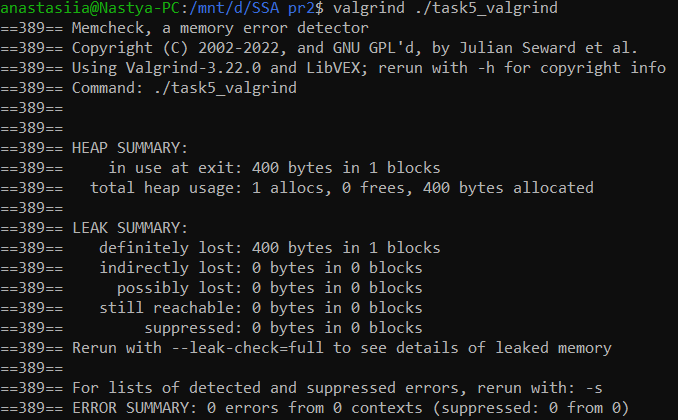 anastasiia@Nastya-PC:/mnt/d/SSA pr2$ valgrind ./task5_valgrind
==389== Memcheck, a memory error detector
==389== Copyright (C) 2002-2022, and GNU GPL'd, by Julian Seward et al.
==389== Using Valgrind-3.22.0 and LibVEX; rerun with -h for copyright info
==389== Command: ./task5_valgrind
==389==
==389==
==389== HEAP SUMMARY:
==389==     in use at exit: 400 bytes in 1 blocks
==389==   total heap usage: 1 allocs, 0 frees, 400 bytes allocated
==389==
==389== LEAK SUMMARY:
==389==    definitely lost: 400 bytes in 1 blocks
==389==    indirectly lost: 0 bytes in 0 blocks
==389==      possibly lost: 0 bytes in 0 blocks
==389==    still reachable: 0 bytes in 0 blocks
==389==         suppressed: 0 bytes in 0 blocks
==389== Rerun with --leak-check=full to see details of leaked memory
==389==
==389== For lists of detected and suppressed errors, rerun with: -s
==389== ERROR SUMMARY: 0 errors from 0 contexts (suppressed: 0 from 0)